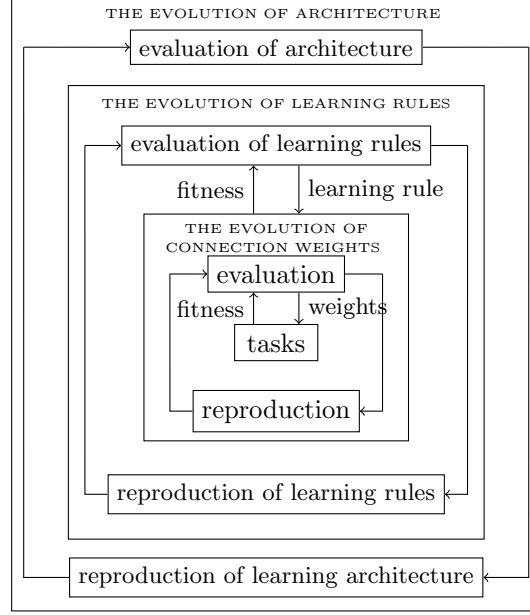 THE EVOLUTION OF ARCHITECTURE
evaluation of architecture
THE EVOLUTION OF LEARNING RULES
evaluation of learning rules
fitness
learning rule
THE EVOLUTION OF
CONNECTION WEIGHTS
evaluation
fitness
weights
tasks
reproduction
reproduction of learning rules
reproduction of learning architecture